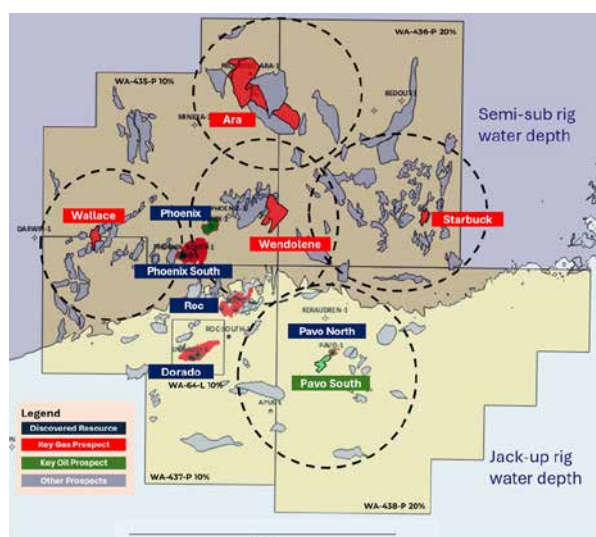 WA-436-P 20%
WA-435-P 10%
BEDOUT-1
Semi-sub rig
water depth
Ara
Wallace
Phoenix
Starbuck
Wendolene
Phoenix South
Roc
KERAUDREN-1
Pavo North
PAVO-1
Dorado
Pavo South
WA-64-L 10%
Legend
Discovered Resource
Key Gas Prospect
Key Oil Prospect
Other Prospects
Jack-up rig
water depth
WA-437-P 10%
WA-438-P 20%